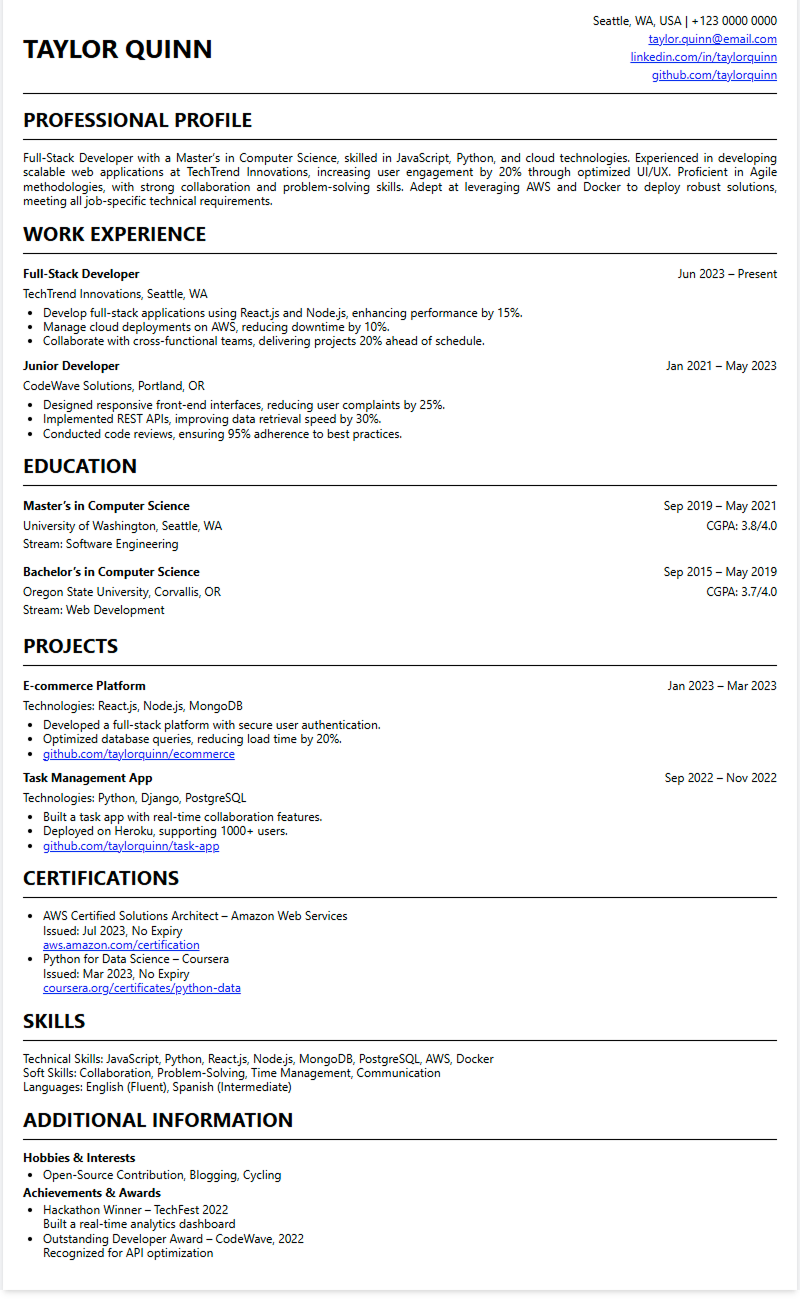 TAYLOR QUINN
Seattle, WA, USA | +123 0000 0000
taylor.quinn@email.com
linkedin.com/in/taylorquinn
github.com/taylorquinn
PROFESSIONAL PROFILE
Full-Stack Developer with a Master's in Computer Science, skilled in JavaScript, Python, and cloud technologies. Experienced in developing
scalable web applications at TechTrend Innovations, increasing user engagement by 20% through optimized UI/UX. Proficient in Agile
methodologies, with strong collaboration and problem-solving skills. Adept at leveraging AWS and Docker to deploy robust solutions,
meeting all job-specific technical requirements.
WORK EXPERIENCE
Full-Stack Developer Jun 2023 – Present
TechTrend Innovations, Seattle, WA
• Develop full-stack applications using React.js and Node.js, enhancing performance by 15%.
• Manage cloud deployments on AWS, reducing downtime by 10%.
• Collaborate with cross-functional teams, delivering projects 20% ahead of schedule.
Junior Developer Jan 2021 – May 2023
CodeWave Solutions, Portland, OR
• Designed responsive front-end interfaces, reducing user complaints by 25%.
• Implemented REST APIs, improving data retrieval speed by 30%.
• Conducted code reviews, ensuring 95% adherence to best practices.
EDUCATION
Master's in Computer Science Sep 2019 – May 2021
University of Washington, Seattle, WA CGPA: 3.8/4.0
Stream: Software Engineering
Bachelor's in Computer Science Sep 2015 – May 2019
Oregon State University, Corvallis, OR CGPA: 3.7/4.0
Stream: Web Development
PROJECTS
E-commerce Platform Jan 2023 – Mar 2023
Technologies: React.js, Node.js, MongoDB
• Developed a full-stack platform with secure user authentication.
• Optimized database queries, reducing load time by 20%.
• github.com/taylorquinn/ecommerce
Task Management App Sep 2022 – Nov 2022
Technologies: Python, Django, PostgreSQL
• Built a task app with real-time collaboration features.
• Deployed on Heroku, supporting 1000+ users.
• github.com/taylorquinn/task-app
CERTIFICATIONS
• AWS Certified Solutions Architect – Amazon Web Services
Issued: Jul 2023, No Expiry
aws.amazon.com/certification
• Python for Data Science – Coursera
Issued: Mar 2023, No Expiry
coursera.org/certificates/python-data
SKILLS
Technical Skills: JavaScript, Python, React.js, Node.js, MongoDB, PostgreSQL, AWS, Docker
Soft Skills: Collaboration, Problem-Solving, Time Management, Communication
Languages: English (Fluent), Spanish (Intermediate)
ADDITIONAL INFORMATION
Hobbies & Interests
• Open-Source Contribution, Blogging, Cycling
Achievements & Awards
• Hackathon Winner – TechFest 2022
Built a real-time analytics dashboard
• Outstanding Developer Award – CodeWave, 2022
Recognized for API optimization